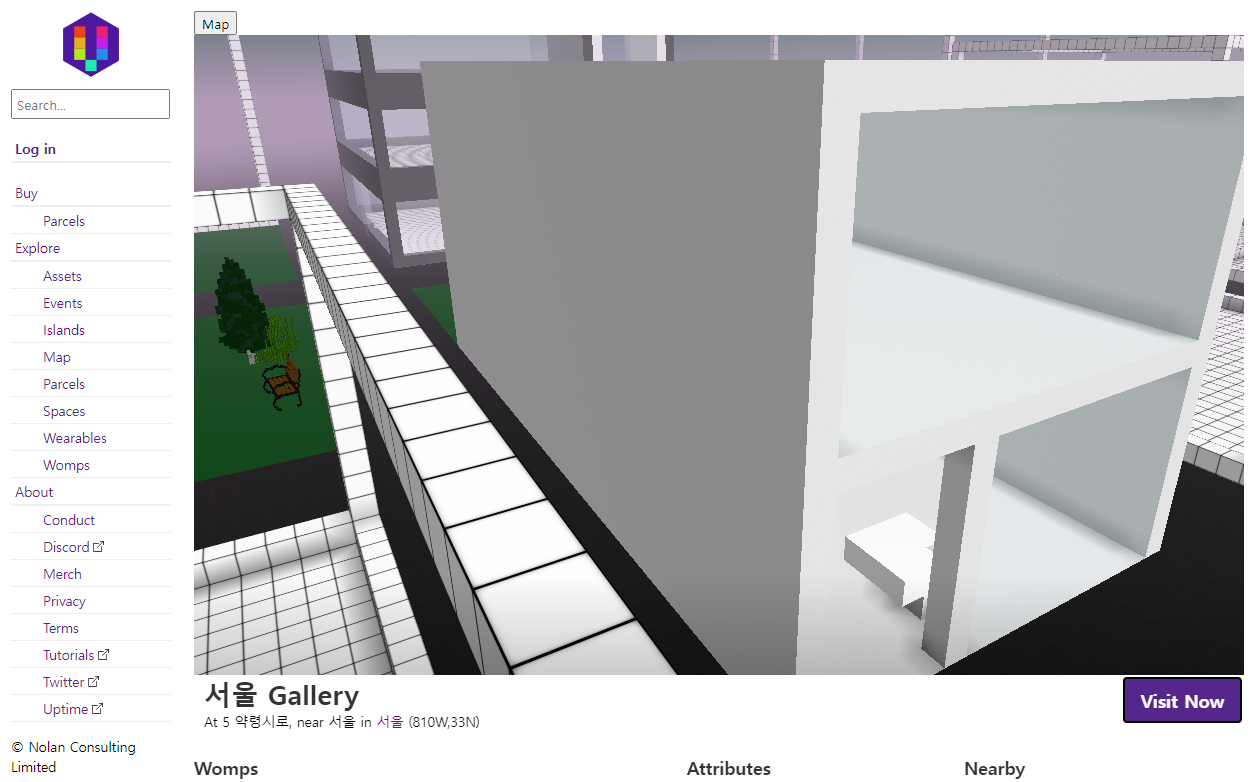 Map
Search...
Log in
Buy
Parcels
Explore
Assets
Events
Islands
Map
Parcels
Spaces
Wearables
Womps
About
Conduct
Discord
Merch
Privacy
Terms
Tutorials
Twitter
Uptime
© Nolan Consulting
Limited
서울 Gallery
At 5 약령시로, near 서울 in 서울 (810W,33N)
Visit Now
Womps
Attributes
Nearby